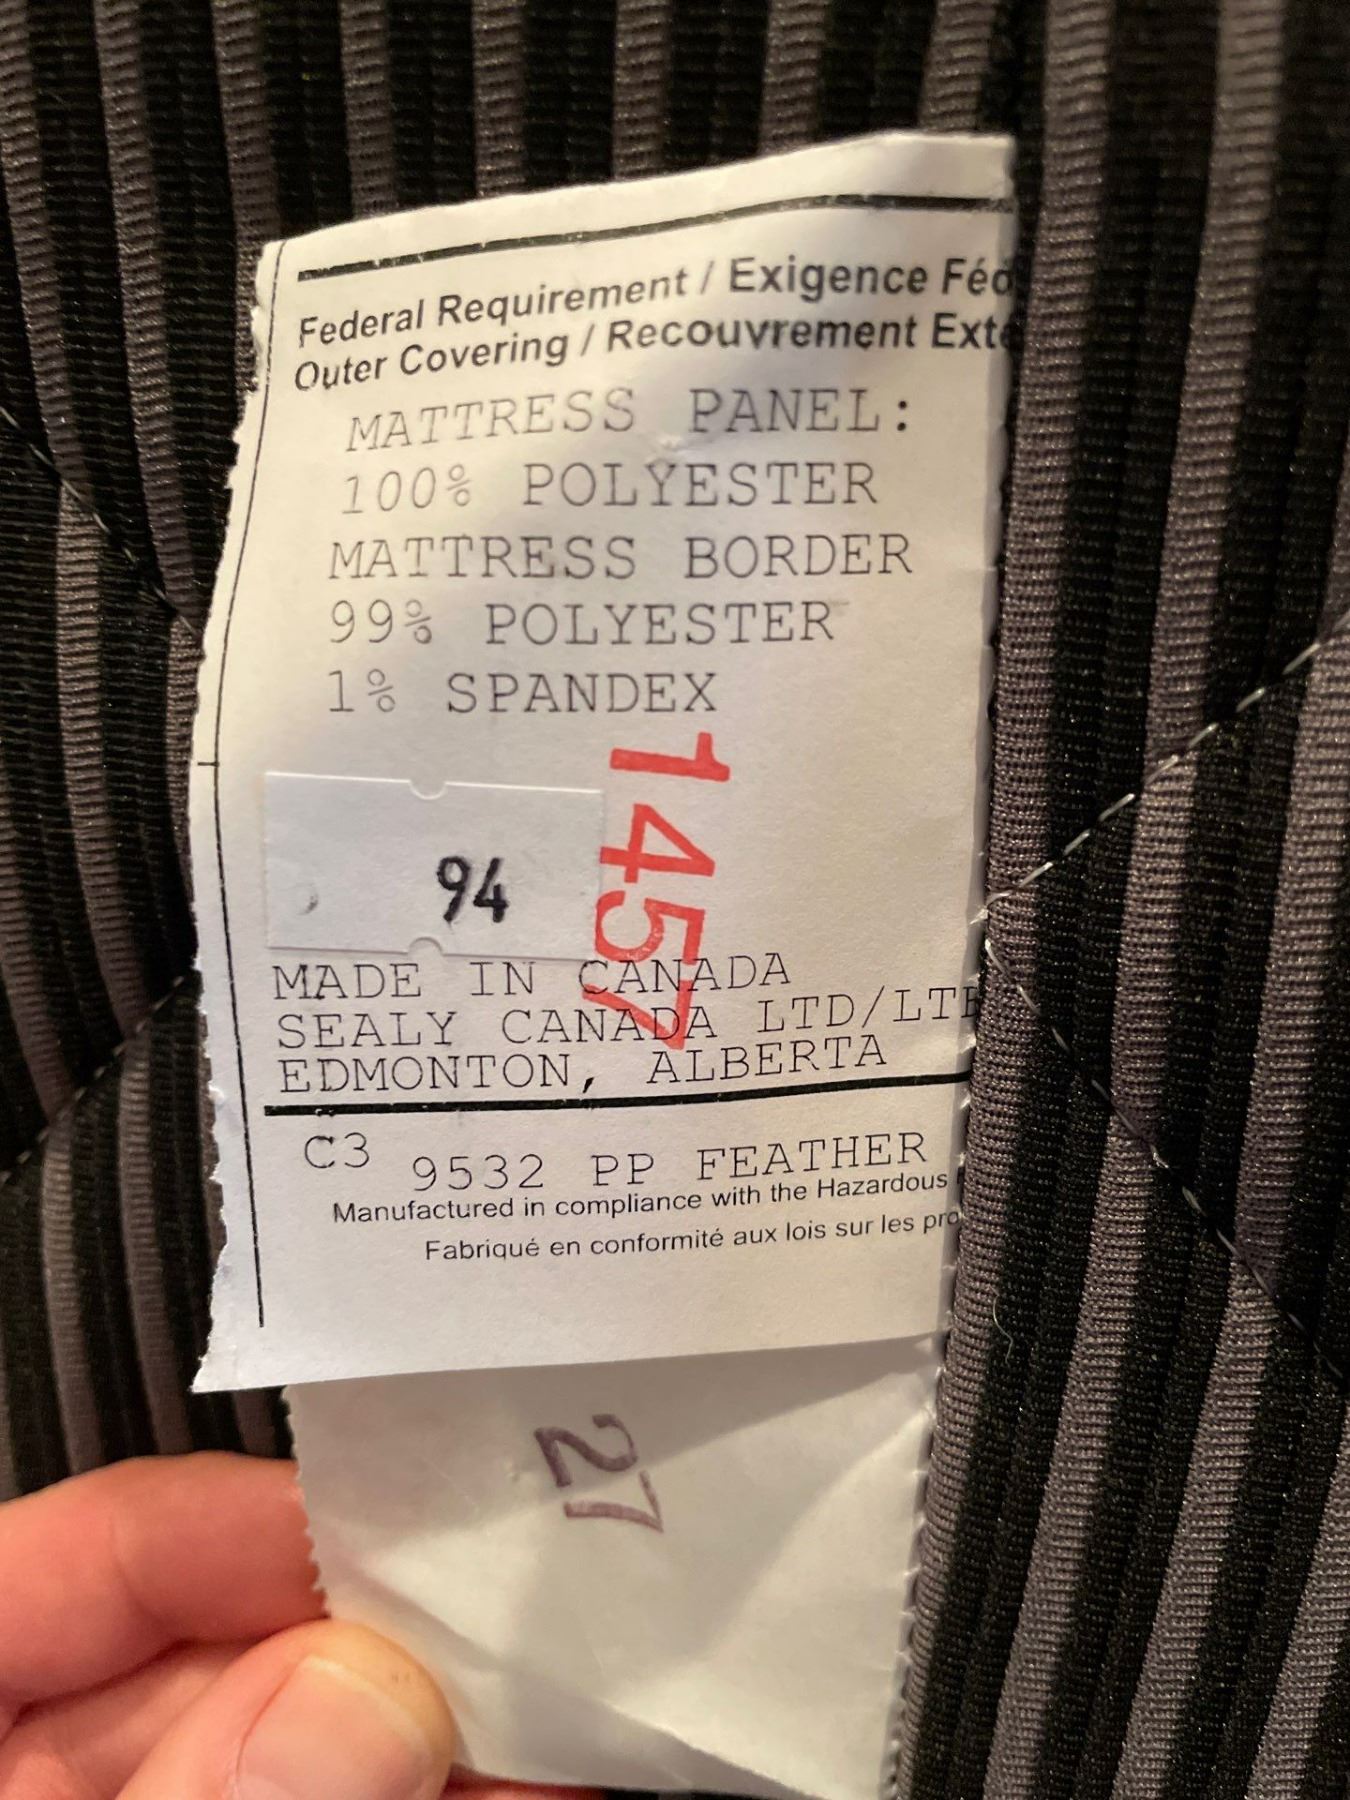 Federal Requirement / Exigence Féd
Outer Covering / Recouvrement Exté
MATTRESS PANEL:
100% POLYESTER
MATTRESS BORDER
99% POLYESTER
1% SPANDEX
1457
94
MADE IN CANADA
SEALY CANADA LTD/LTE
EDMONTON, ALBERTA
C3 9532 PP FEATHER
Manufactured in compliance with the Hazardous
Fabriqué en conformité aux lois sur les pro
27